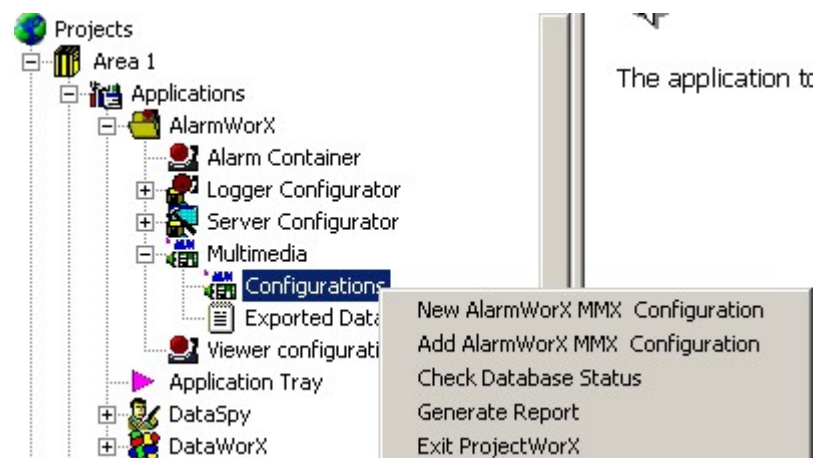 Projects
Area 1
The application to
Applications
AlarmWorX
Alarm Container
Logger Configurator
Server Configurator
Multimedia
Configurations
Exported Data
Viewer configurati
Application Tray
DataSpy
DataWorX
New AlarmWorX MMX Configuration
Add AlarmWorX MMX Configuration
Check Database Status
Generate Report
Exit ProjectWorX